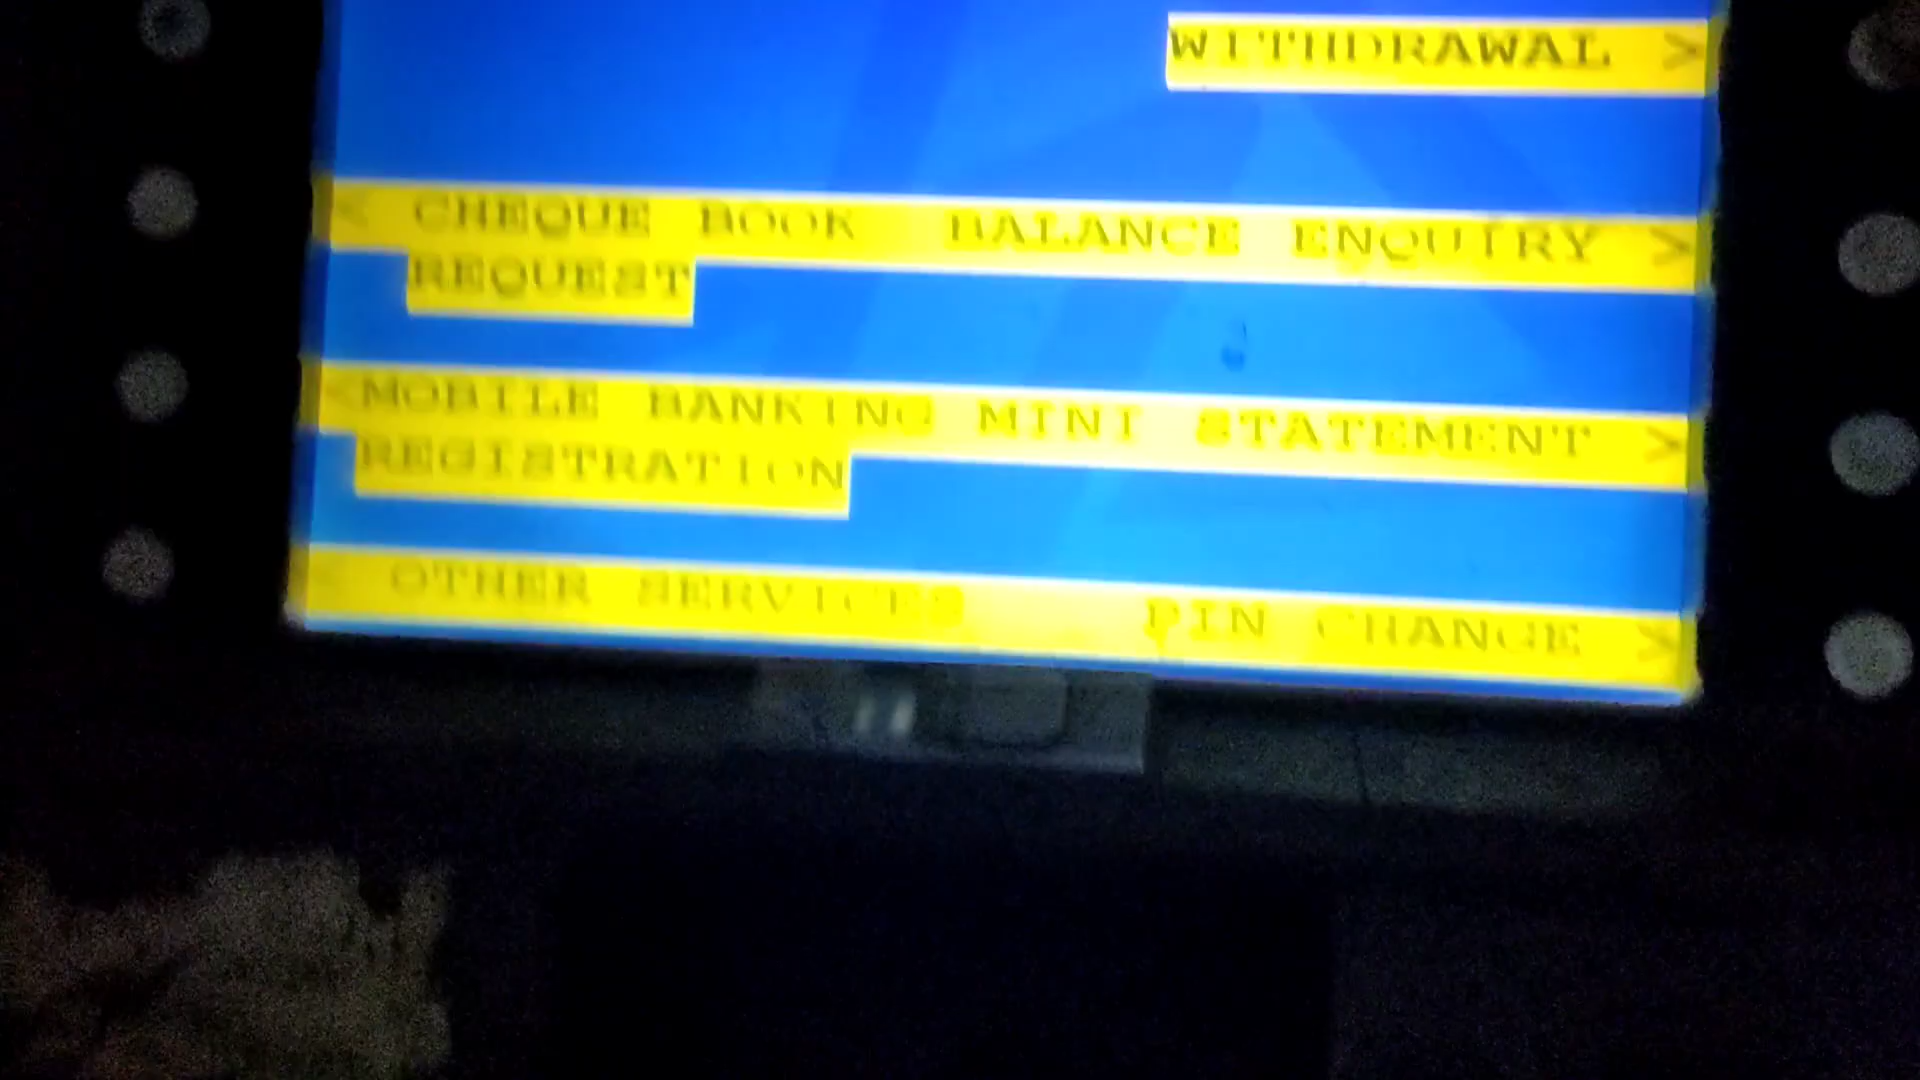 WITHDRAWAL >
< CHEQUE BOOK BALANCE ENQUIRY >
REQUEST
<MOBILE BANKING MINI STATEMENT >
REGISTRATION
OTHER SERVICES PIN CHANGE >